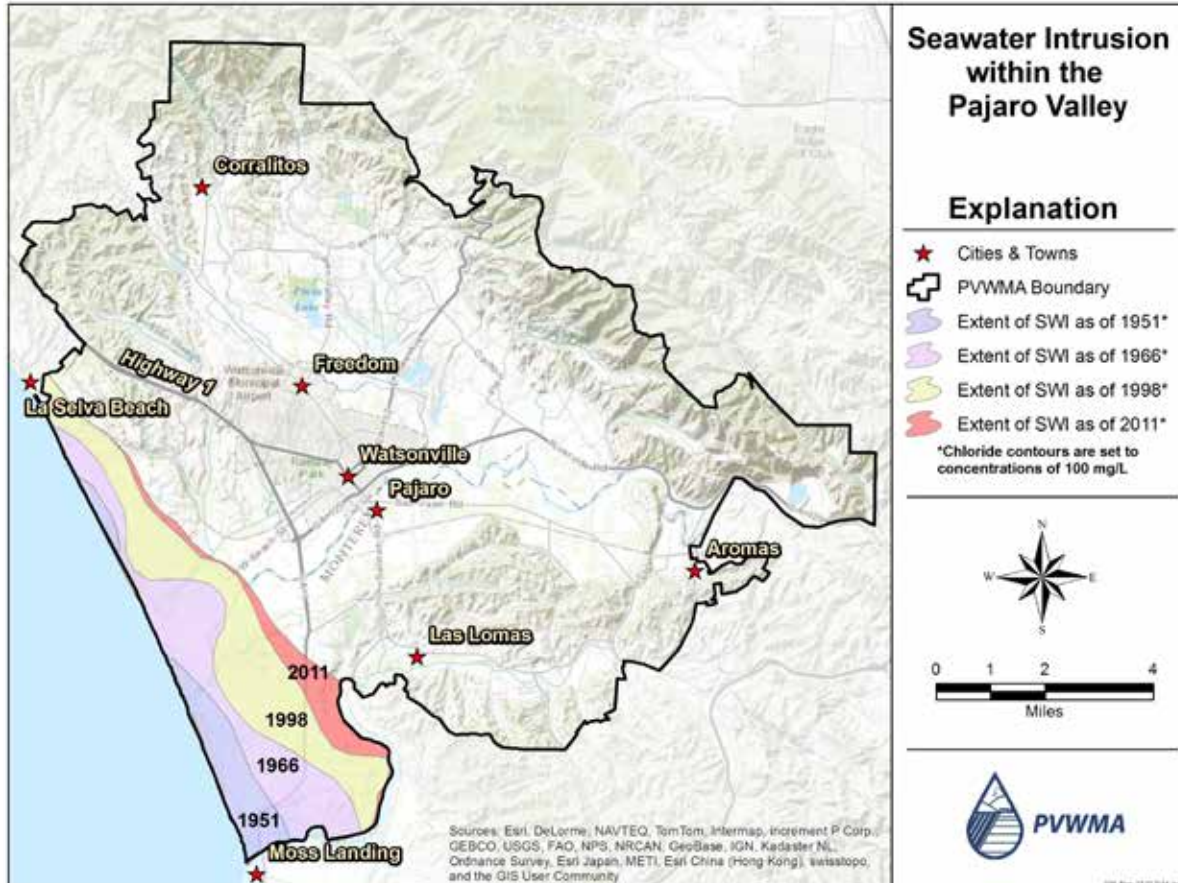 Seawater Intrusion
within the
Pajaro Valley
Explanation
Cities & Towns
PVWMA Boundary
Extent of SWI as of 1951*
Extent of SWI as of 1966*
Extent of SWI as of 1998*
Extent of SWI as of 2011*
*Chloride contours are set to
concentrations of 100 mg/L
N
W E
S
0 1 2 4
Miles
PVWMA
Corralitos
Highway 1
Freedom
La Selva Beach
Watsonville
Pajaro
Aromas
Las Lomas
2011
1998
1966
1951
Moss Landing
Watsonville
Municipal
Airport
MONTEREY
Sources: Esri, DeLorme, NAVTEQ, TomTom, Intermap, increment P Corp.,
GEBCO, USGS, FAO, NPS, NRCAN, GeoBase, IGN, Kadaster NL,
Ordnance Survey, Esri Japan, METI, Esri China (Hong Kong), swisstopo,
and the GIS User Community